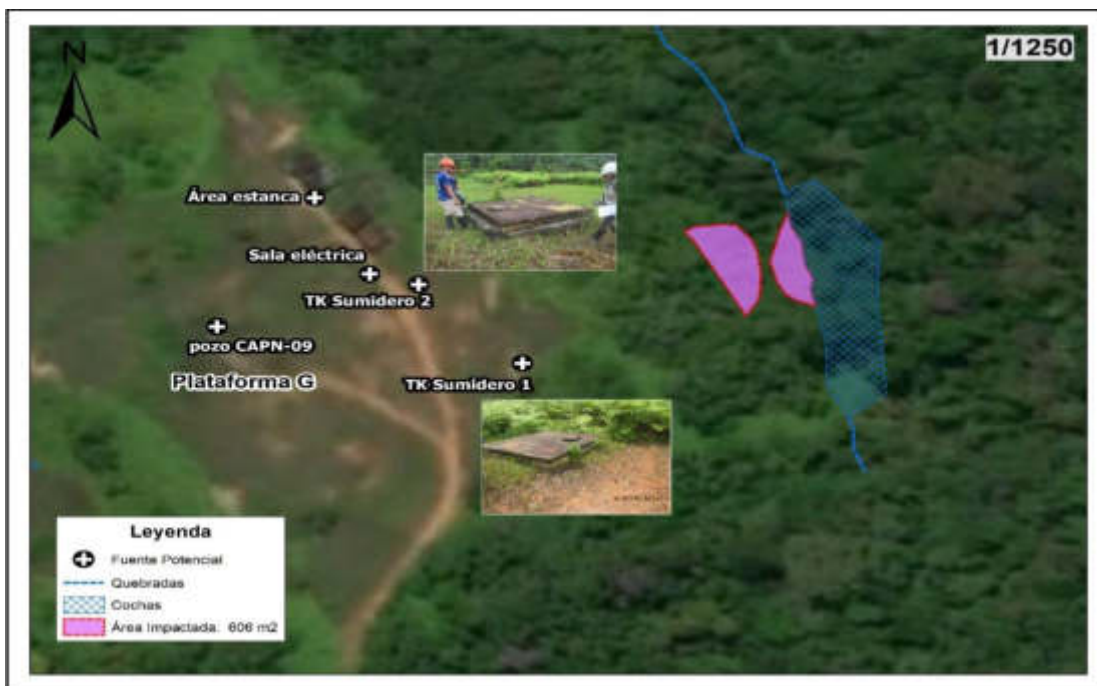 N
1/1250
Área estanca
Sala eléctrica
TK Sumidero 2
pozo CAPN-09
Plataforma G
TK Sumidero 1
Leyenda
Fuente Potencial
Quebradas
Cochas
Área Impactada: 606 m2